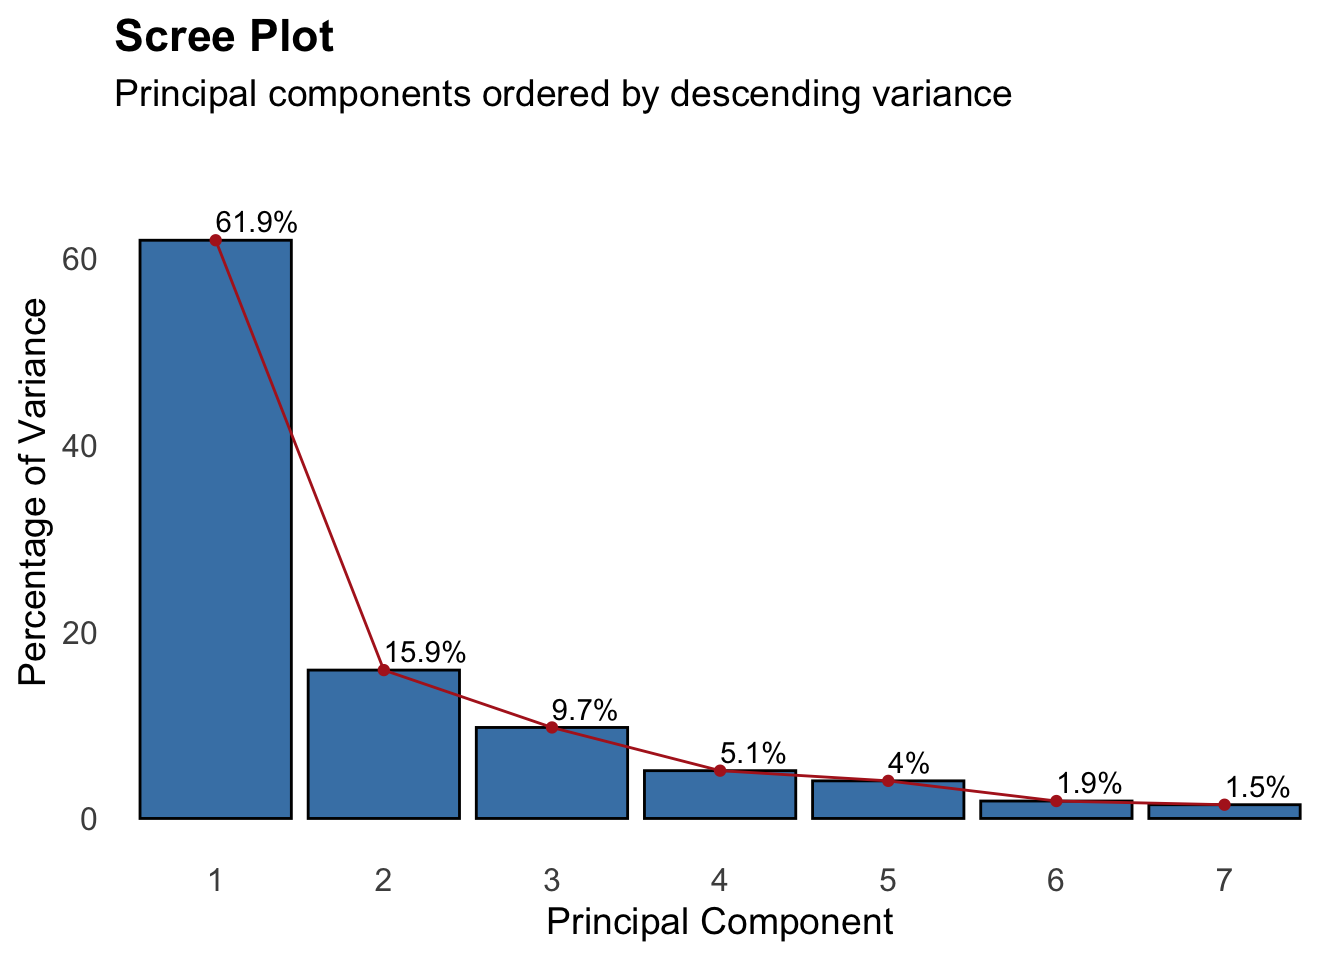 Scree Plot
Principal components ordered by descending variance
Percentage of Variance
60
40
20
0
61.9%
15.9%
9.7%
5.1%
4%
1.9%
1.5%
1 2 3 4 5 6 7
Principal Component